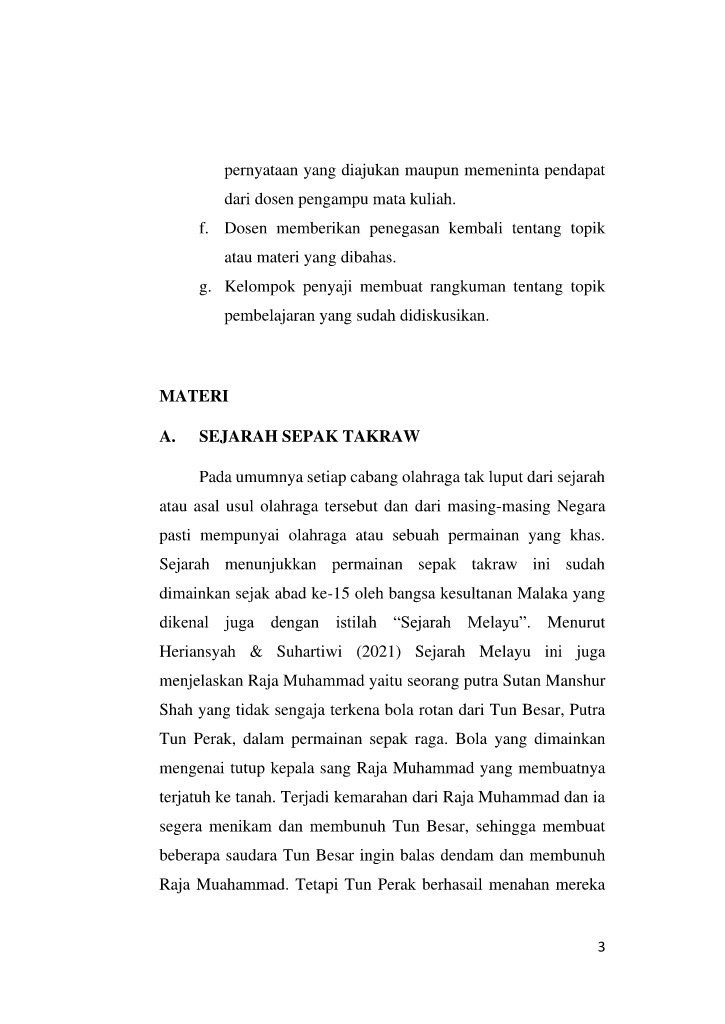 pernyataan yang diajukan maupun memeninta pendapat
dari dosen pengampu mata kuliah.
f. Dosen memberikan penegasan kembali tentang topik
atau materi yang dibahas.
g. Kelompok penyaji membuat rangkuman tentang topik
pembelajaran yang sudah didiskusikan.
MATERI
A. SEJARAH SEPAK TAKRAW
Pada umumnya setiap cabang olahraga tak luput dari sejarah
atau asal usul olahraga tersebut dan dari masing-masing Negara
pasti mempunyai olahraga atau sebuah permainan yang khas.
Sejarah menunjukkan permainan sepak takraw ini sudah
dimainkan sejak abad ke-15 oleh bangsa kesultanan Malaka yang
dikenal juga dengan istilah “Sejarah Melayu”. Menurut
Heriansyah & Suhartiwi (2021) Sejarah Melayu ini juga
menjelaskan Raja Muhammad yaitu seorang putra Sutan Manshur
Shah yang tidak sengaja terkena bola rotan dari Tun Besar, Putra
Tun Perak, dalam permainan sepak raga. Bola yang dimainkan
mengenai tutup kepala sang Raja Muhammad yang membuatnya
terjatuh ke tanah. Terjadi kemarahan dari Raja Muhammad dan ia
segera menikam dan membunuh Tun Besar, sehingga membuat
beberapa saudara Tun Besar ingin balas dendam dan membunuh
Raja Muahammad. Tetapi Tun Perak berhasail menahan mereka
3